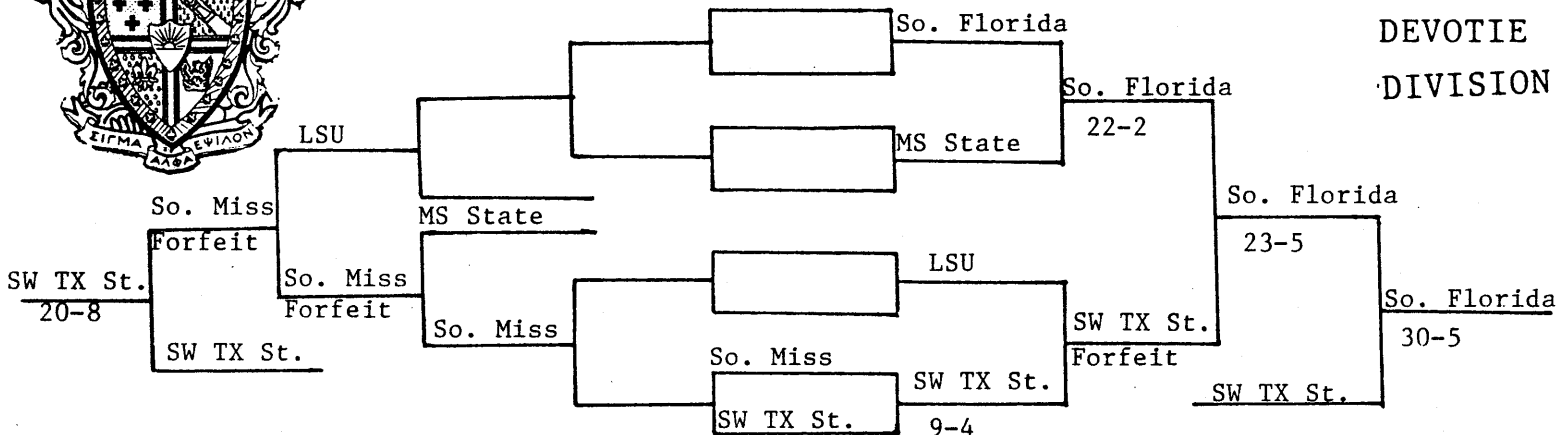 So. Florida
DEVOTIE
DIVISION
So. Florida
22-2
ΣΙΓΜΑ ΑΛΦΑ ΕΨΙΛΟΝ
LSU
MS State
So. Miss
Forfeit
MS State
So. Florida
23-5
LSU
SW TX St.
20-8
So. Miss
Forfeit
So. Florida
30-5
So. Miss
SW TX St.
Forfeit
SW TX St.
So. Miss
SW TX St.
SW TX St.
SW TX St.
9-4